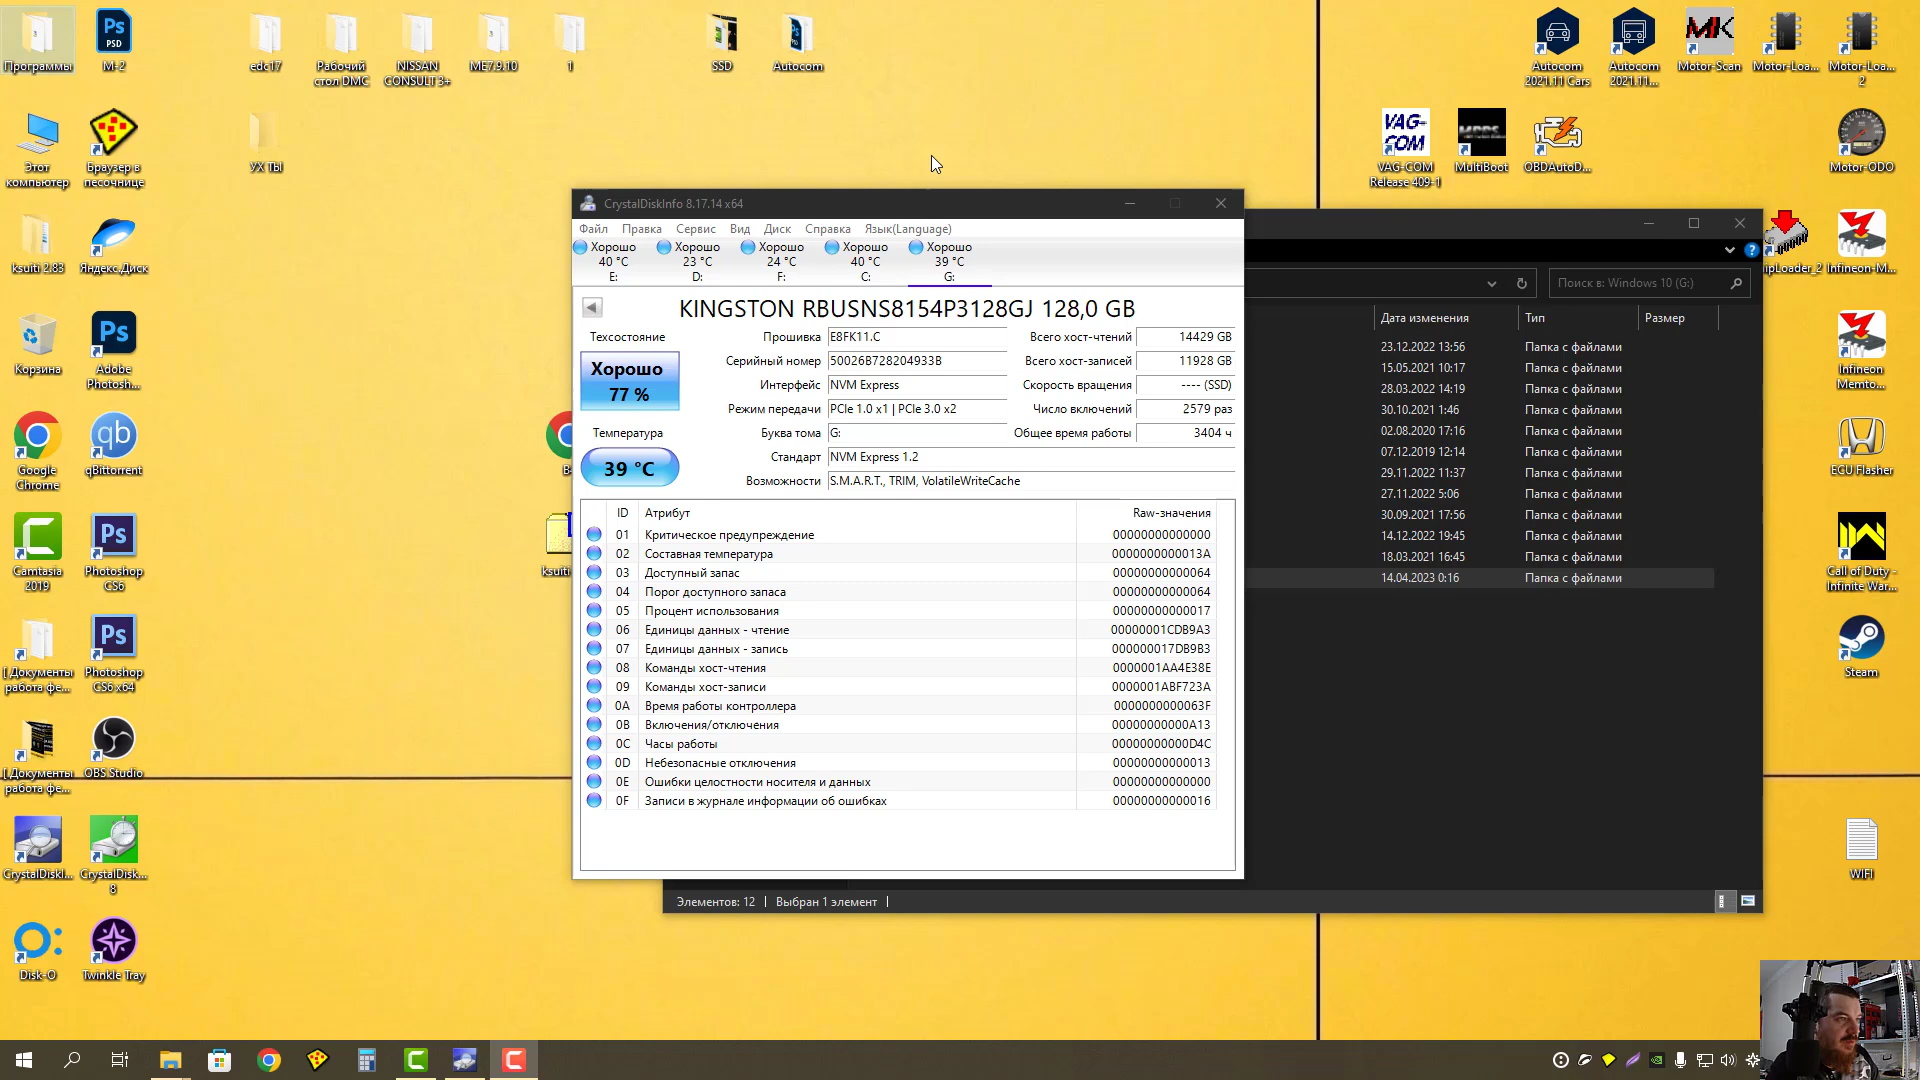 Программы
M-2
edc17
Рабочий стол DMC
NISSAN CONSULT 3+
ME7.9.10
1
SSD
Autocom
Autocom 2021.11 Cars
Autocom 2021.11...
Motor-Scan
Motor-Loa...
Motor-Loa... 2
Этот компьютер
Браузер в песочнице
УХ ТЫ
VAG-COM
VAG-COM Release 409-1
MPPS
MultiBoot
OBDAutoD...
Motor-ODO
ksuiti 2.83
Яндекс.Диск
ipLoader_2
Infineon-M...
Корзина
Adobe Photosh...
Infineon Memto...
Google Chrome
qBittorrent
ECU Flasher
Camtasia 2019
Photoshop CS6
Call of Duty - Infinite War...
[ Документы работа фе...
Photoshop CS6 x64
Steam
[ Документы работа фе...
OBS Studio
CrystalDiskI...
CrystalDisk... 8
WIFI
Disk-O
Twinkle Tray
CrystalDiskInfo 8.17.14 x64
Файл Правка Сервис Вид Диск Справка Язык(Language)
Хорошо Хорошо Хорошо Хорошо Хорошо
40 °C 23 °C 24 °C 40 °C 39 °C
E: D: F: C: G:
KINGSTON RBUSNS8154P3128GJ 128,0 GB
Техсостояние
Хорошо
77 %
Температура
39 °C
Прошивка E8FK11.C Всего хост-чтений 14429 GB
Серийный номер 50026B728204933B Всего хост-записей 11928 GB
Интерфейс NVM Express Скорость вращения ---- (SSD)
Режим передачи PCIe 1.0 x1 | PCIe 3.0 x2 Число включений 2579 раз
Буква тома G: Общее время работы 3404 ч
Стандарт NVM Express 1.2
Возможности S.M.A.R.T., TRIM, VolatileWriteCache
ID Атрибут Raw-значения
01 Критическое предупреждение 00000000000000
02 Составная температура 0000000000013A
03 Доступный запас 00000000000064
04 Порог доступного запаса 00000000000064
05 Процент использования 00000000000017
06 Единицы данных - чтение 00000001CDB9A3
07 Единицы данных - запись 000000017DB9B3
08 Команды хост-чтения 0000001AA4E38E
09 Команды хост-записи 0000001ABF723A
0A Время работы контроллера 0000000000063F
0B Включения/отключения 00000000000A13
0C Часы работы 00000000000D4C
0D Небезопасные отключения 00000000000013
0E Ошибки целостности носителя и данных 00000000000000
0F Записи в журнале информации об ошибках 00000000000016
Поиск в: Windows 10 (G:)
Дата изменения Тип Размер
23.12.2022 13:56 Папка с файлами
15.05.2021 10:17 Папка с файлами
28.03.2022 14:19 Папка с файлами
30.10.2021 1:46 Папка с файлами
02.08.2020 17:16 Папка с файлами
07.12.2019 12:14 Папка с файлами
29.11.2022 11:37 Папка с файлами
27.11.2022 5:06 Папка с файлами
30.09.2021 17:56 Папка с файлами
14.12.2022 19:45 Папка с файлами
18.03.2021 16:45 Папка с файлами
14.04.2023 0:16 Папка с файлами
Элементов: 12 Выбран 1 элемент